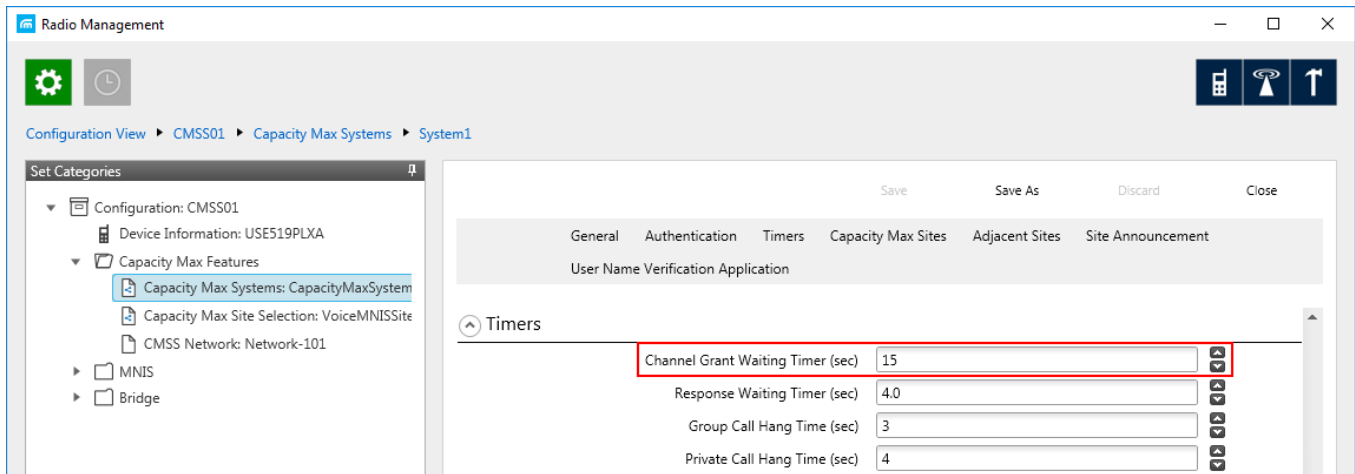 Radio Management
Configuration View ▶ CMSS01 ▶ Capacity Max Systems ▶ System1
Set Categories
Configuration: CMSS01
Device Information: USE519PLXA
Capacity Max Features
Capacity Max Systems: CapacityMaxSystem
Capacity Max Site Selection: VoiceMNISSite
CMSS Network: Network-101
MNIS
Bridge
Save Save As Discard Close
General Authentication Timers Capacity Max Sites Adjacent Sites Site Announcement
User Name Verification Application
Timers
Channel Grant Waiting Timer (sec) 15
Response Waiting Timer (sec) 4.0
Group Call Hang Time (sec) 3
Private Call Hang Time (sec) 4